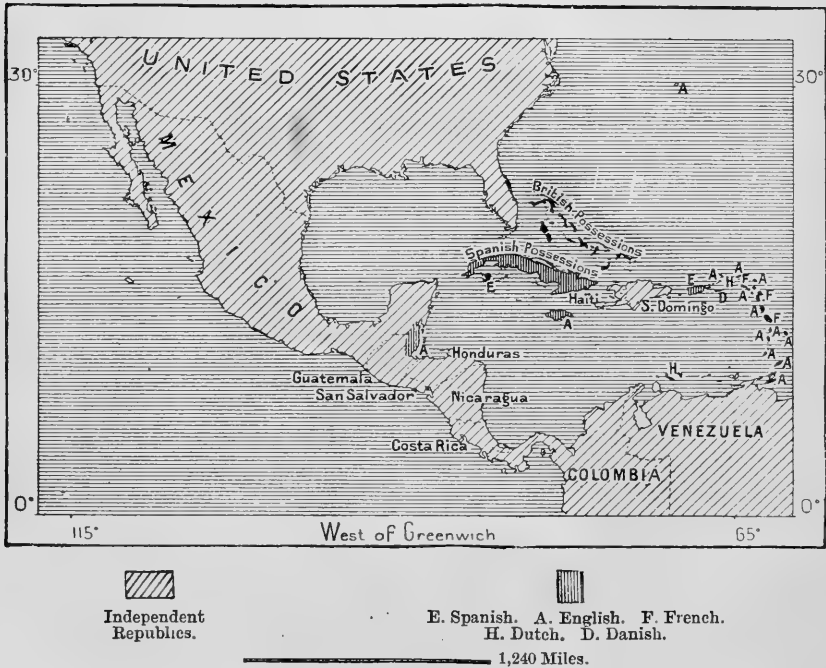 UNITED STATES
30° 30°
A
MEXICO
British Possessions
Spanish Possessions
E
Haiti
S. Domingo
E A H F A
D A F
A F
A A
A A
A
A Honduras
H
A
Guatemala
San Salvador
Nicaragua
Costa Rica
VENEZUELA
COLOMBIA
0° 0°
115° West of Greenwich 65°
Independent
Republics.
E. Spanish. A. English. F. French.
H. Dutch. D. Danish.
1,240 Miles.